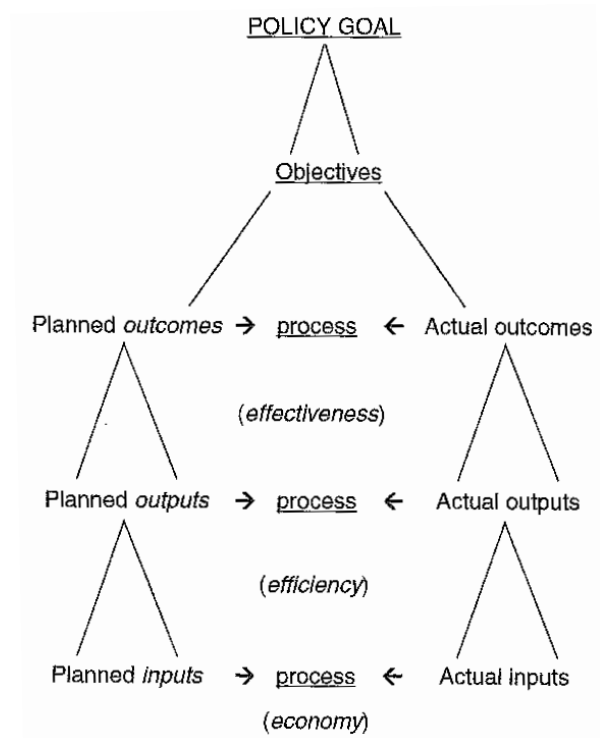 POLICY GOAL
Objectives
Planned outcomes → process ← Actual outcomes
(effectiveness)
Planned outputs → process ← Actual outputs
(efficiency)
Planned inputs → process ← Actual inputs
(economy)